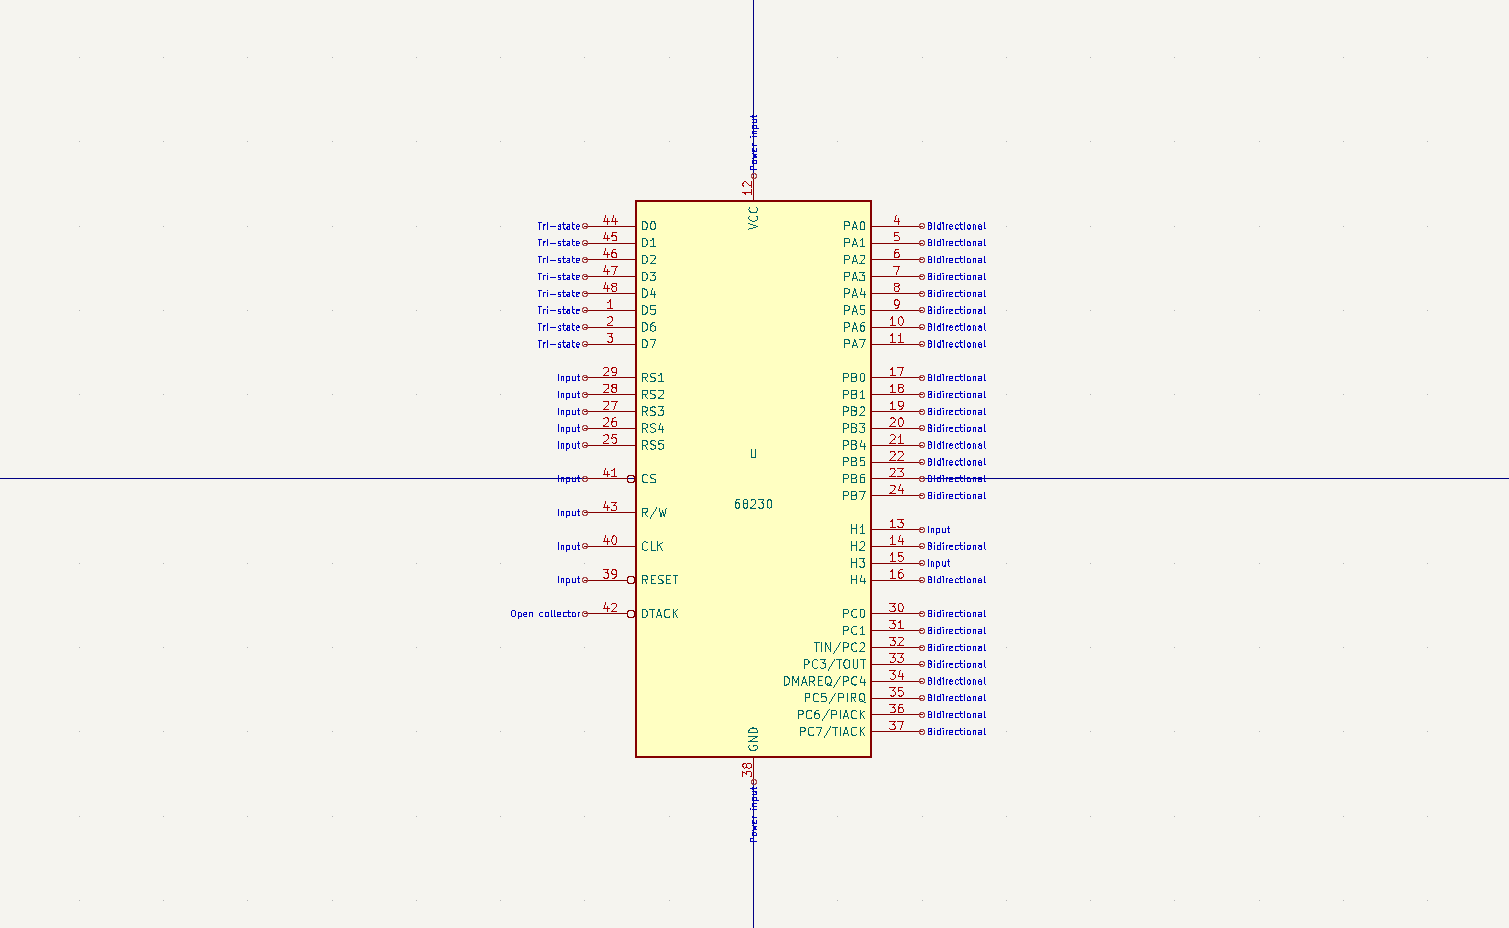 Power input
12
VCC
Tri-state 44 D0 PA0 4 Bidirectional
Tri-state 45 D1 PA1 5 Bidirectional
Tri-state 46 D2 PA2 6 Bidirectional
Tri-state 47 D3 PA3 7 Bidirectional
Tri-state 48 D4 PA4 8 Bidirectional
Tri-state 1 D5 PA5 9 Bidirectional
Tri-state 2 D6 PA6 10 Bidirectional
Tri-state 3 D7 PA7 11 Bidirectional
Input 29 RS1 PB0 17 Bidirectional
Input 28 RS2 PB1 18 Bidirectional
Input 27 RS3 PB2 19 Bidirectional
Input 26 RS4 PB3 20 Bidirectional
Input 25 RS5 PB4 21 Bidirectional
U PB5 22 Bidirectional
Input 41 CS PB6 23 Bidirectional
PB7 24 Bidirectional
68230
Input 43 R/W
H1 13 Input
Input 40 CLK H2 14 Bidirectional
H3 15 Input
Input 39 RESET H4 16 Bidirectional
Open collector 42 DTACK PC0 30 Bidirectional
PC1 31 Bidirectional
TIN/PC2 32 Bidirectional
PC3/TOUT 33 Bidirectional
DMAREQ/PC4 34 Bidirectional
PC5/PIRQ 35 Bidirectional
PC6/PIACK 36 Bidirectional
PC7/TIACK 37 Bidirectional
GND
38
Power input